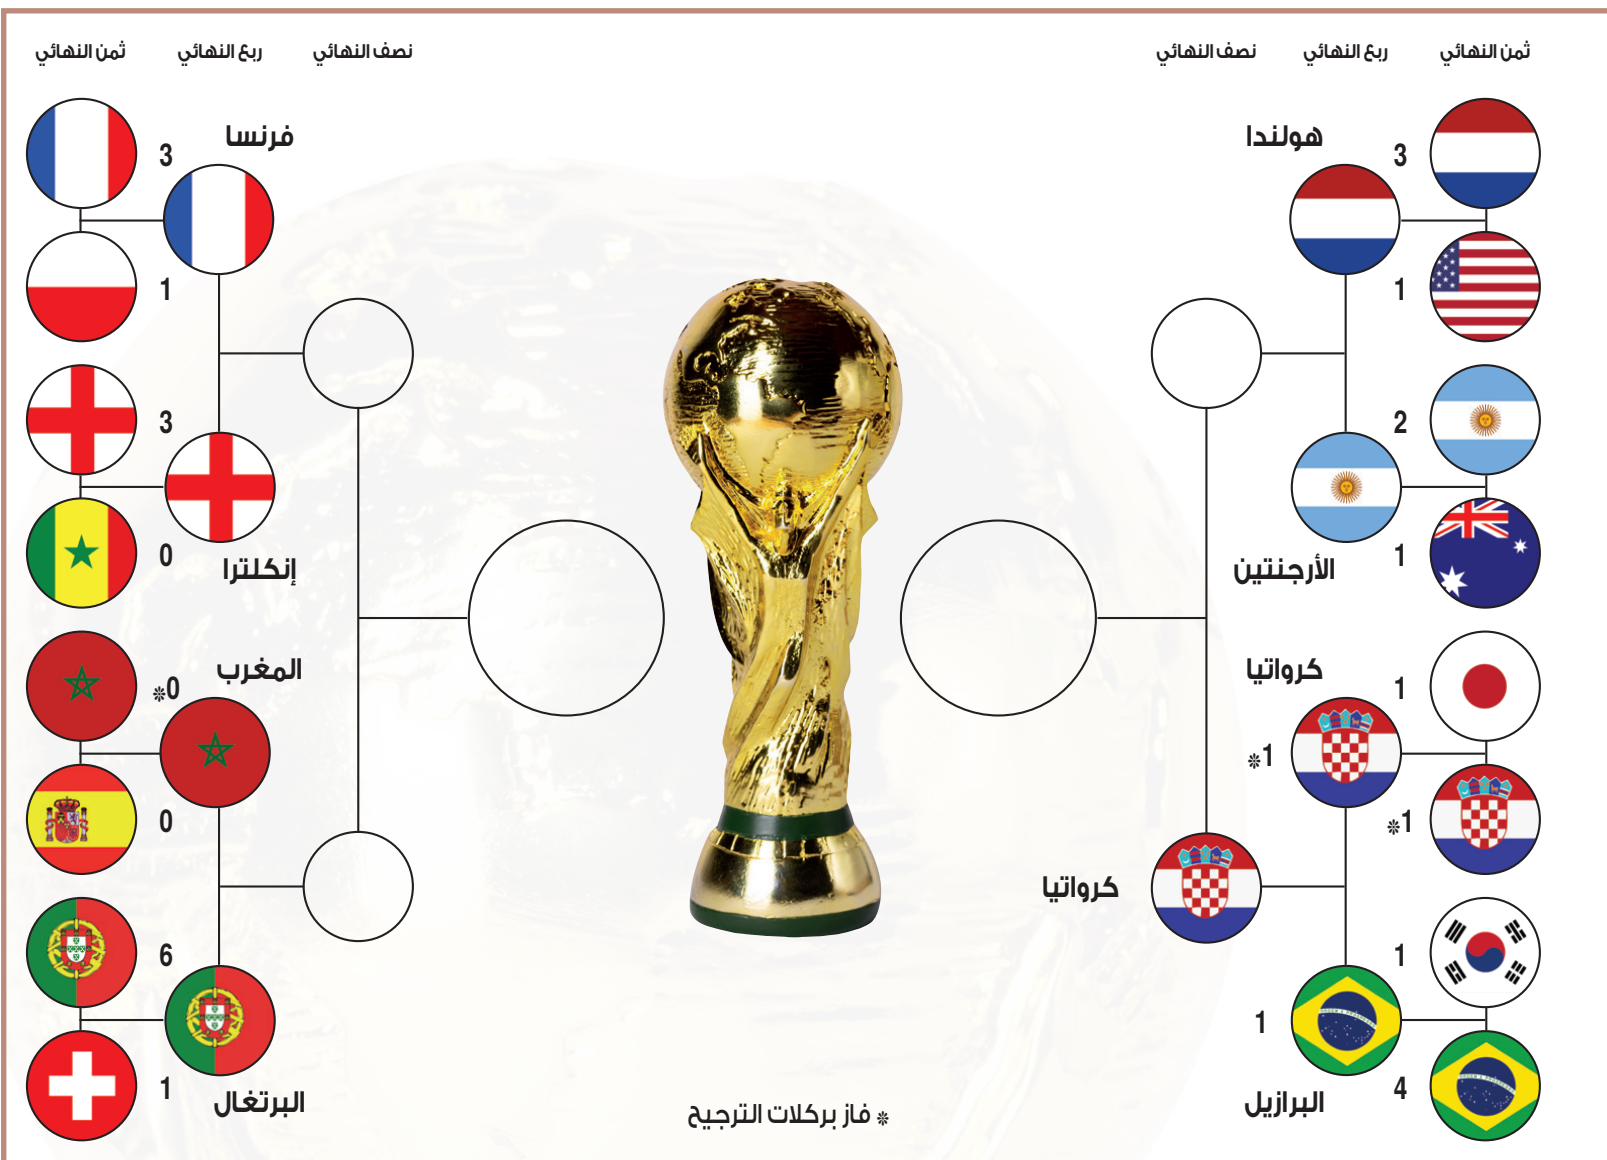 ثمن النهائي
ربع النهائي
نصف النهائي
نصف النهائي
ربع النهائي
ثمن النهائي
هولندا
3
1
2
1
الأرجنتين
كرواتيا
1
*1
*1
كرواتيا
1
1
4
البرازيل
فرنسا
3
1
3
0
إنكلترا
المغرب
*0
0
6
1
البرتغال
* فاز بركلات الترجيح